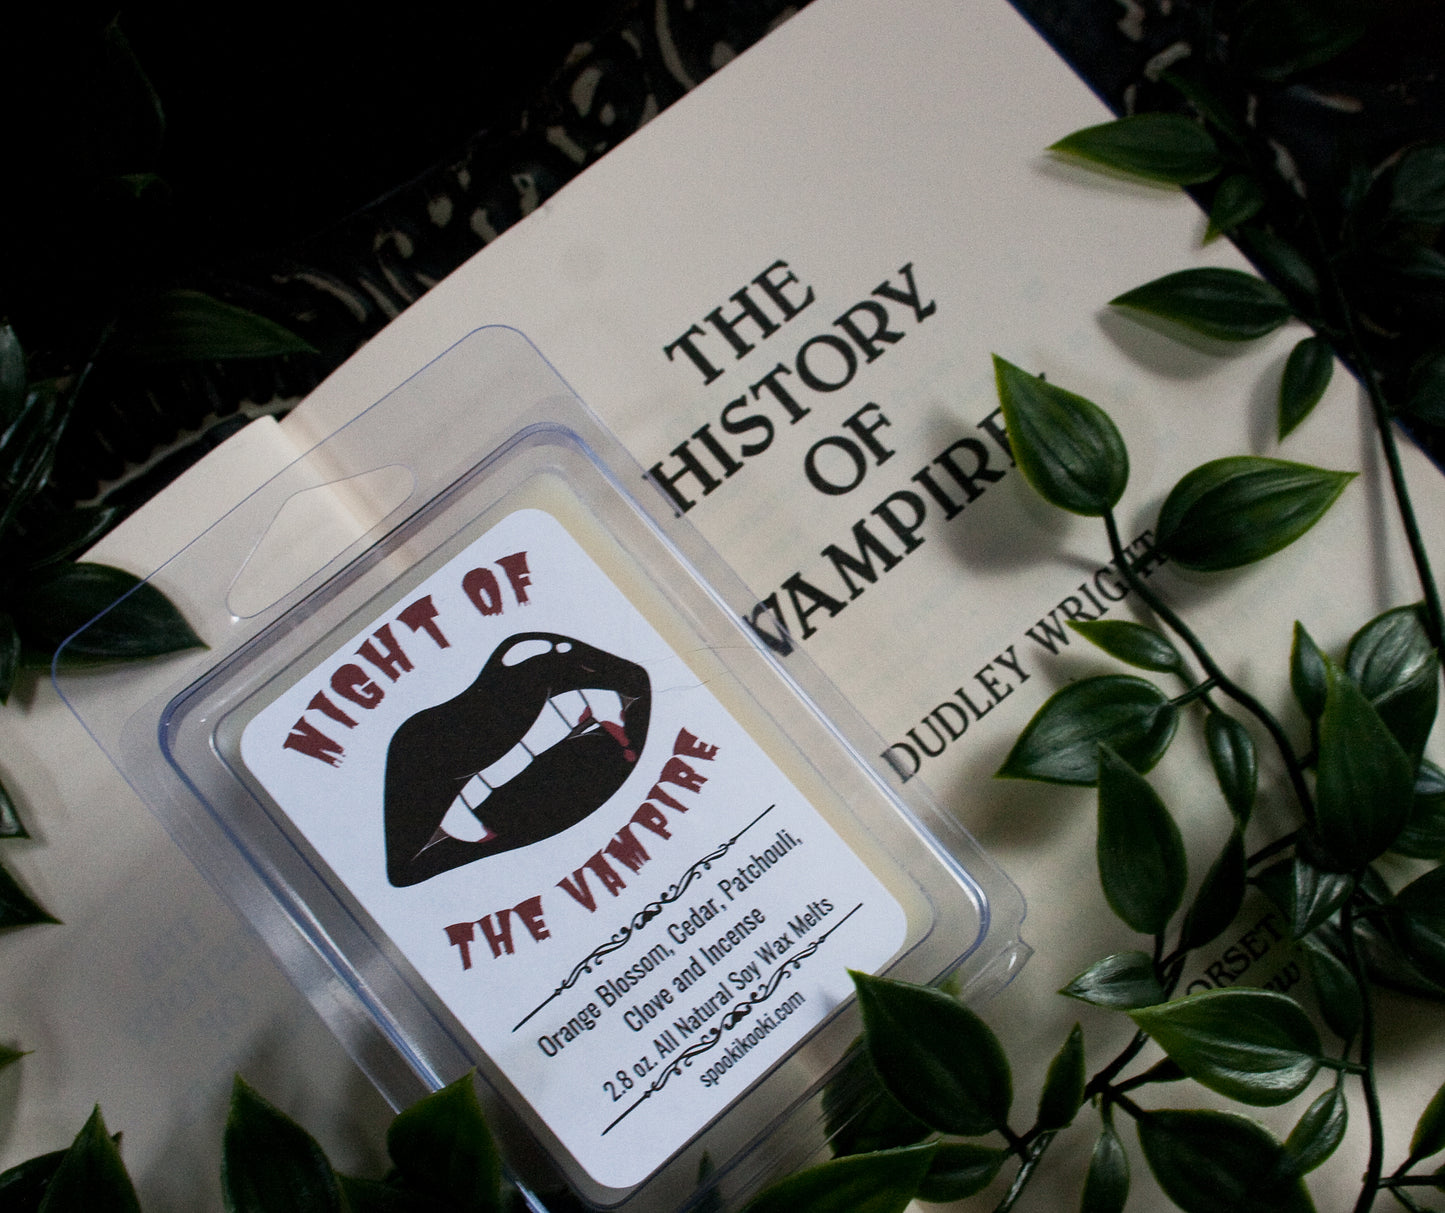 THE
HISTORY
OF
VAMPIRES
DUDLEY WRIGHT
NIGHT OF
THE VAMPIRE
Orange Blossom, Cedar, Patchouli,
Clove and Incense
2.8 oz. All Natural Soy Wax Melts
spookikooki.com